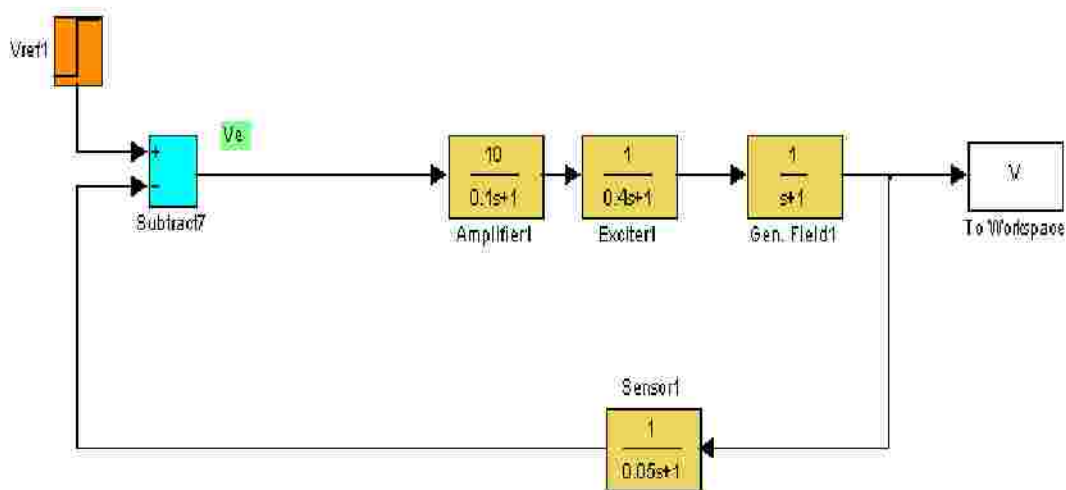 Vref1
Ve
+
−
Subtract7
10
0.1s+1
Amplifier1
1
0.4s+1
Exciter1
1
s+1
Gen. Field1
V
To Workspace
Sensor1
1
0.05s+1